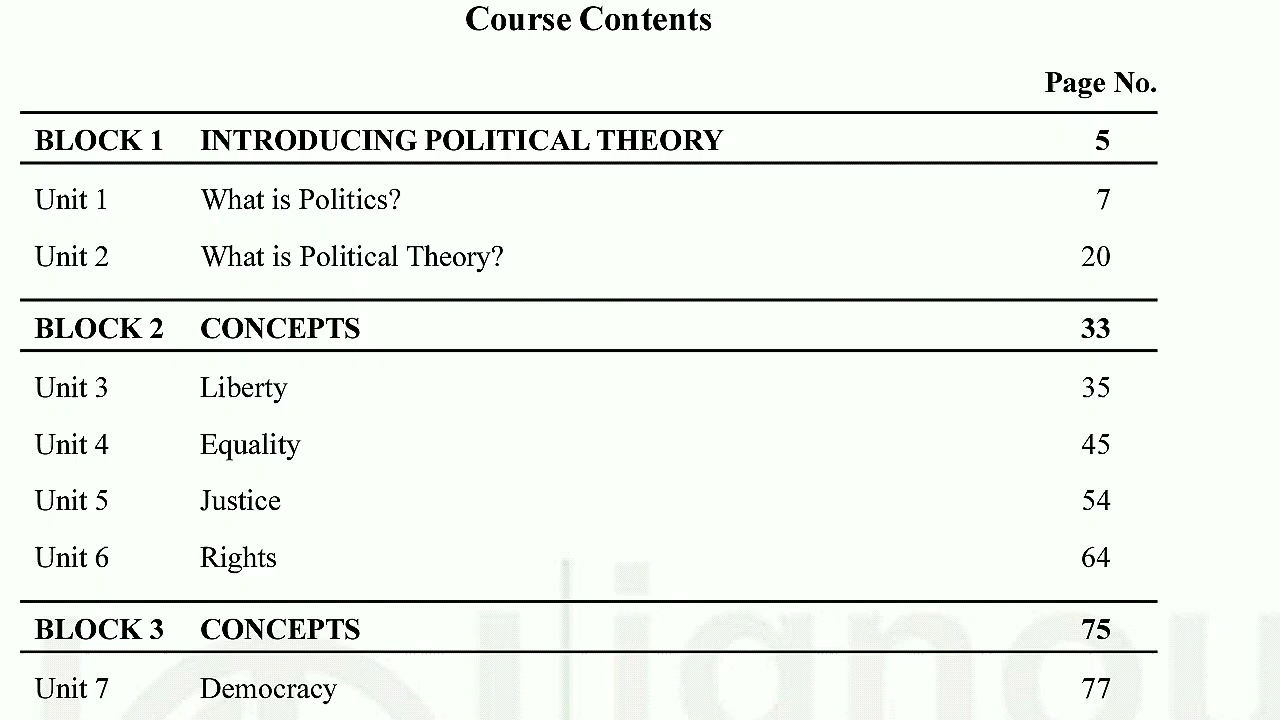 Course Contents
Page No.
BLOCK 1 INTRODUCING POLITICAL THEORY 5
Unit 1 What is Politics? 7
Unit 2 What is Political Theory? 20
BLOCK 2 CONCEPTS 33
Unit 3 Liberty 35
Unit 4 Equality 45
Unit 5 Justice 54
Unit 6 Rights 64
BLOCK 3 CONCEPTS 75
Unit 7 Democracy 77
ignou